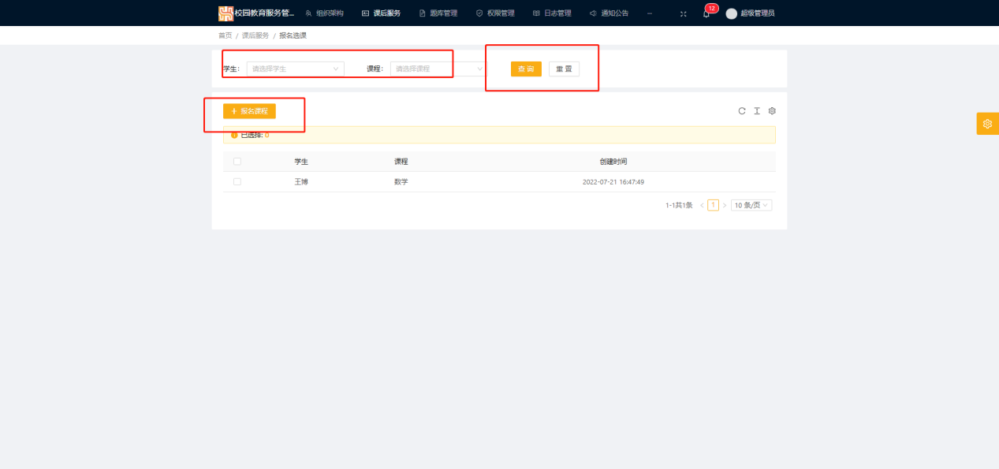 校园教育服务管... 组织架构 课后服务 题库管理 权限管理 日志管理 通知公告 12 超级管理员
首页 / 课后服务 / 报名选课
学生： 请选择学生 课程： 请选择课程 查 询 重 置
+ 报名课程
已选择: 0
学生 课程 创建时间
王博 数学 2022-07-21 16:47:49
1-1共1条 < 1 > 10 条/页